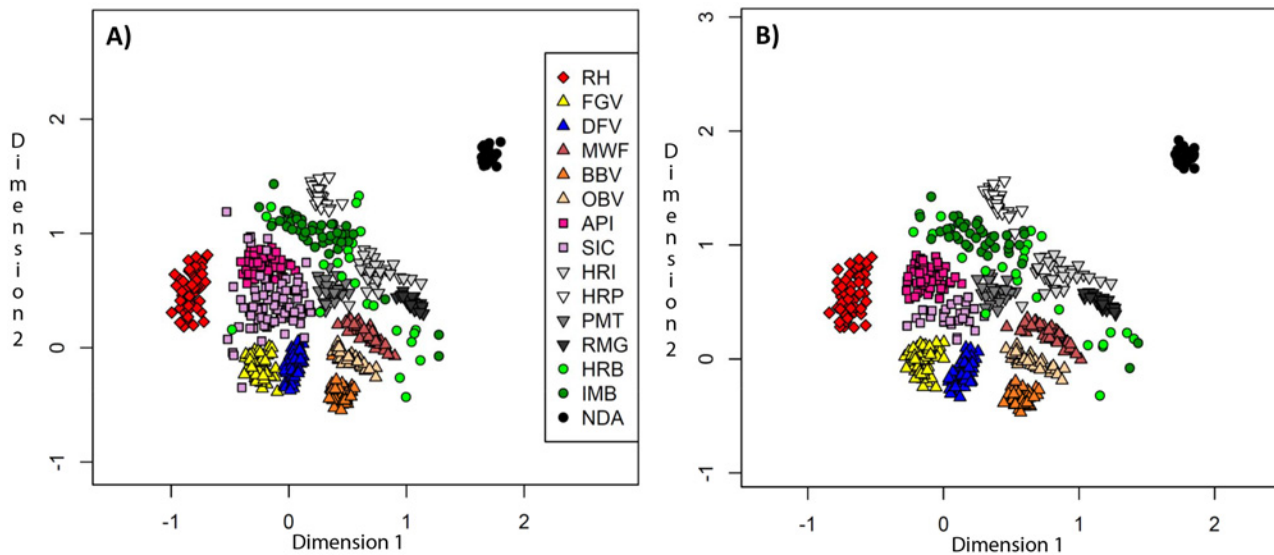 A)
2
1
0
-1
Dimension 2
-1 0 1 2
Dimension 1
RH
FGV
DFV
MWF
BBV
OBV
API
SIC
HRI
HRP
PMT
RMG
HRB
IMB
NDA
B)
3
2
1
0
-1
Dimension 2
-1 0 1 2
Dimension 1